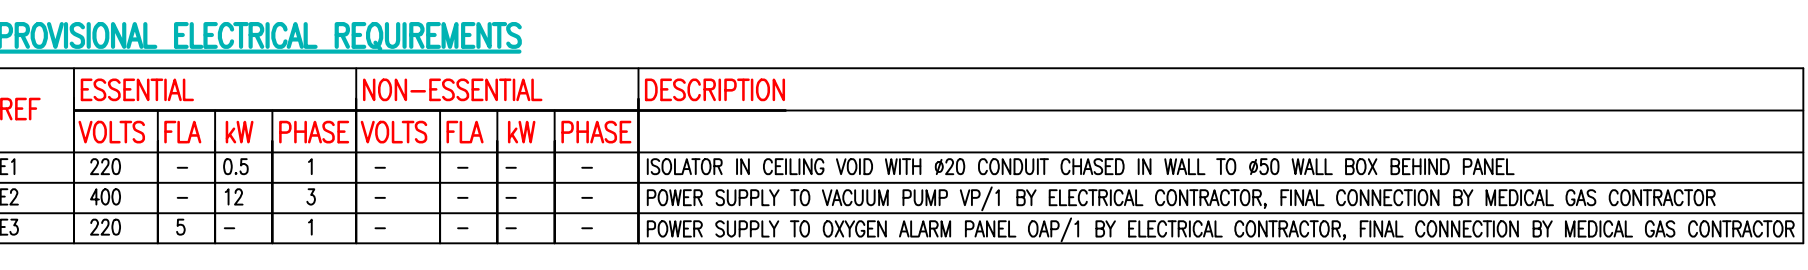 PROVISIONAL ELECTRICAL REQUIREMENTS
REF ESSENTIAL NON-ESSENTIAL DESCRIPTION
VOLTS FLA kW PHASE VOLTS FLA kW PHASE
E1 220 - 0.5 1 - - - - ISOLATOR IN CEILING VOID WITH ø20 CONDUIT CHASED IN WALL TO ø50 WALL BOX BEHIND PANEL
E2 400 - 12 3 - - - - POWER SUPPLY TO VACUUM PUMP VP/1 BY ELECTRICAL CONTRACTOR, FINAL CONNECTION BY MEDICAL GAS CONTRACTOR
E3 220 5 - 1 - - - - POWER SUPPLY TO OXYGEN ALARM PANEL OAP/1 BY ELECTRICAL CONTRACTOR, FINAL CONNECTION BY MEDICAL GAS CONTRACTOR